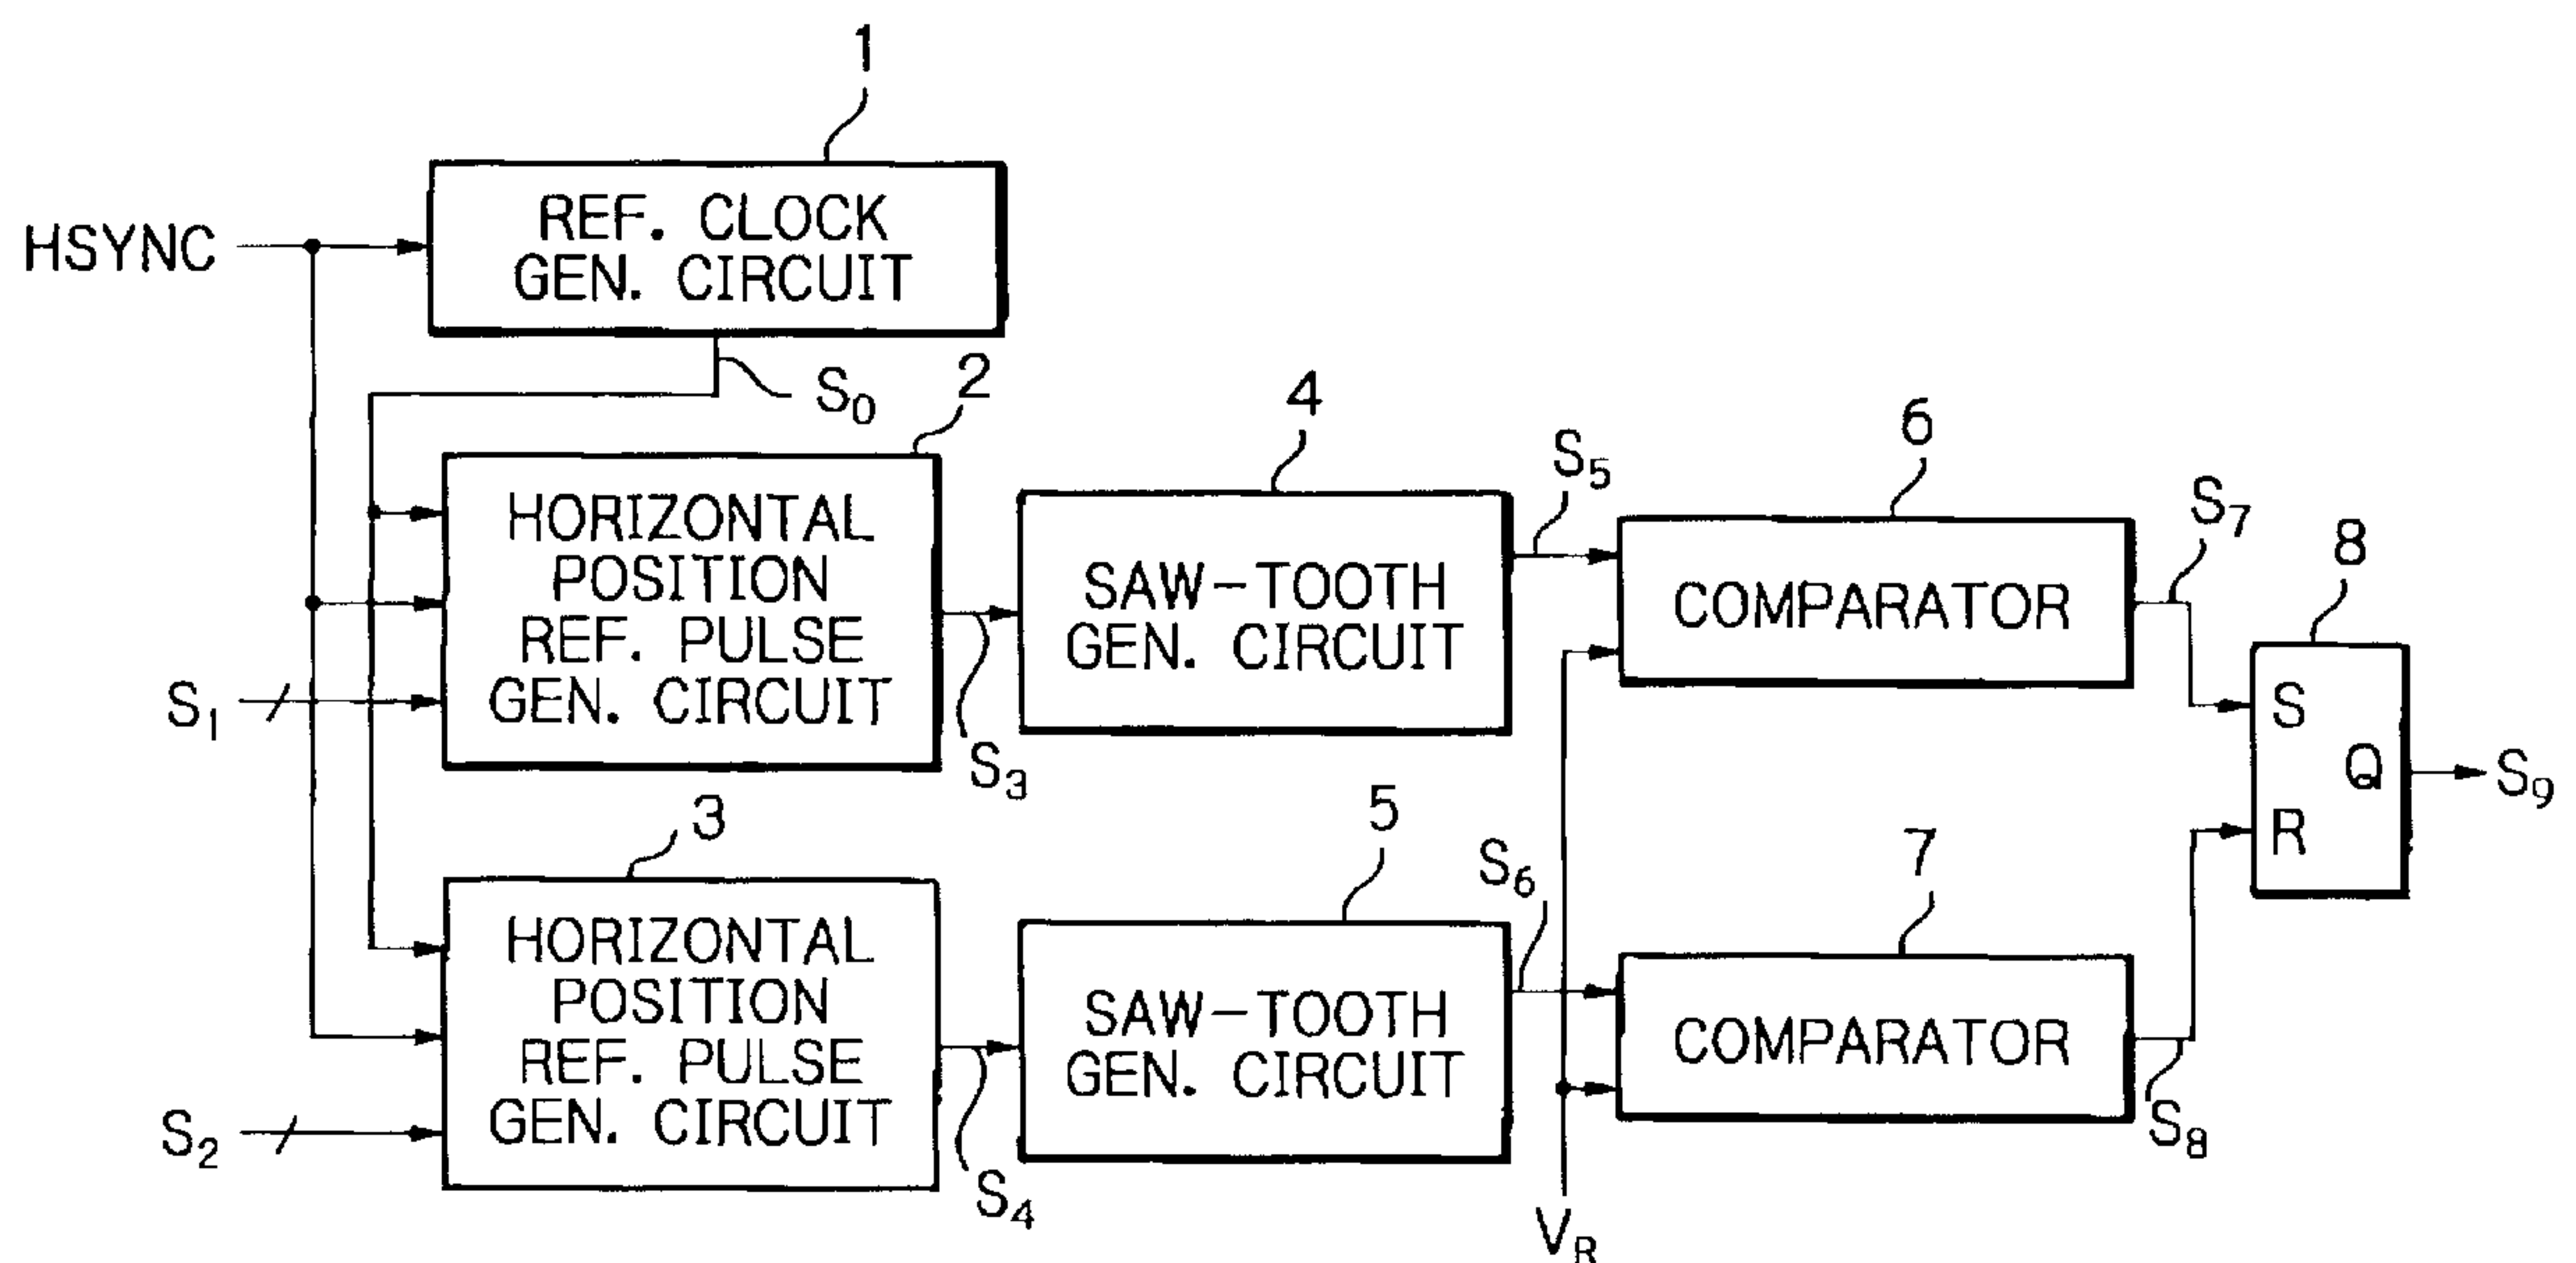 1
HSYNC
REF. CLOCK
GEN. CIRCUIT
S0
2
HORIZONTAL
POSITION
REF. PULSE
GEN. CIRCUIT
S1
S3
4
SAW-TOOTH
GEN. CIRCUIT
S5
6
COMPARATOR
S7
8
S
Q
R
S9
3
HORIZONTAL
POSITION
REF. PULSE
GEN. CIRCUIT
S2
S4
5
SAW-TOOTH
GEN. CIRCUIT
S6
7
COMPARATOR
S8
VR